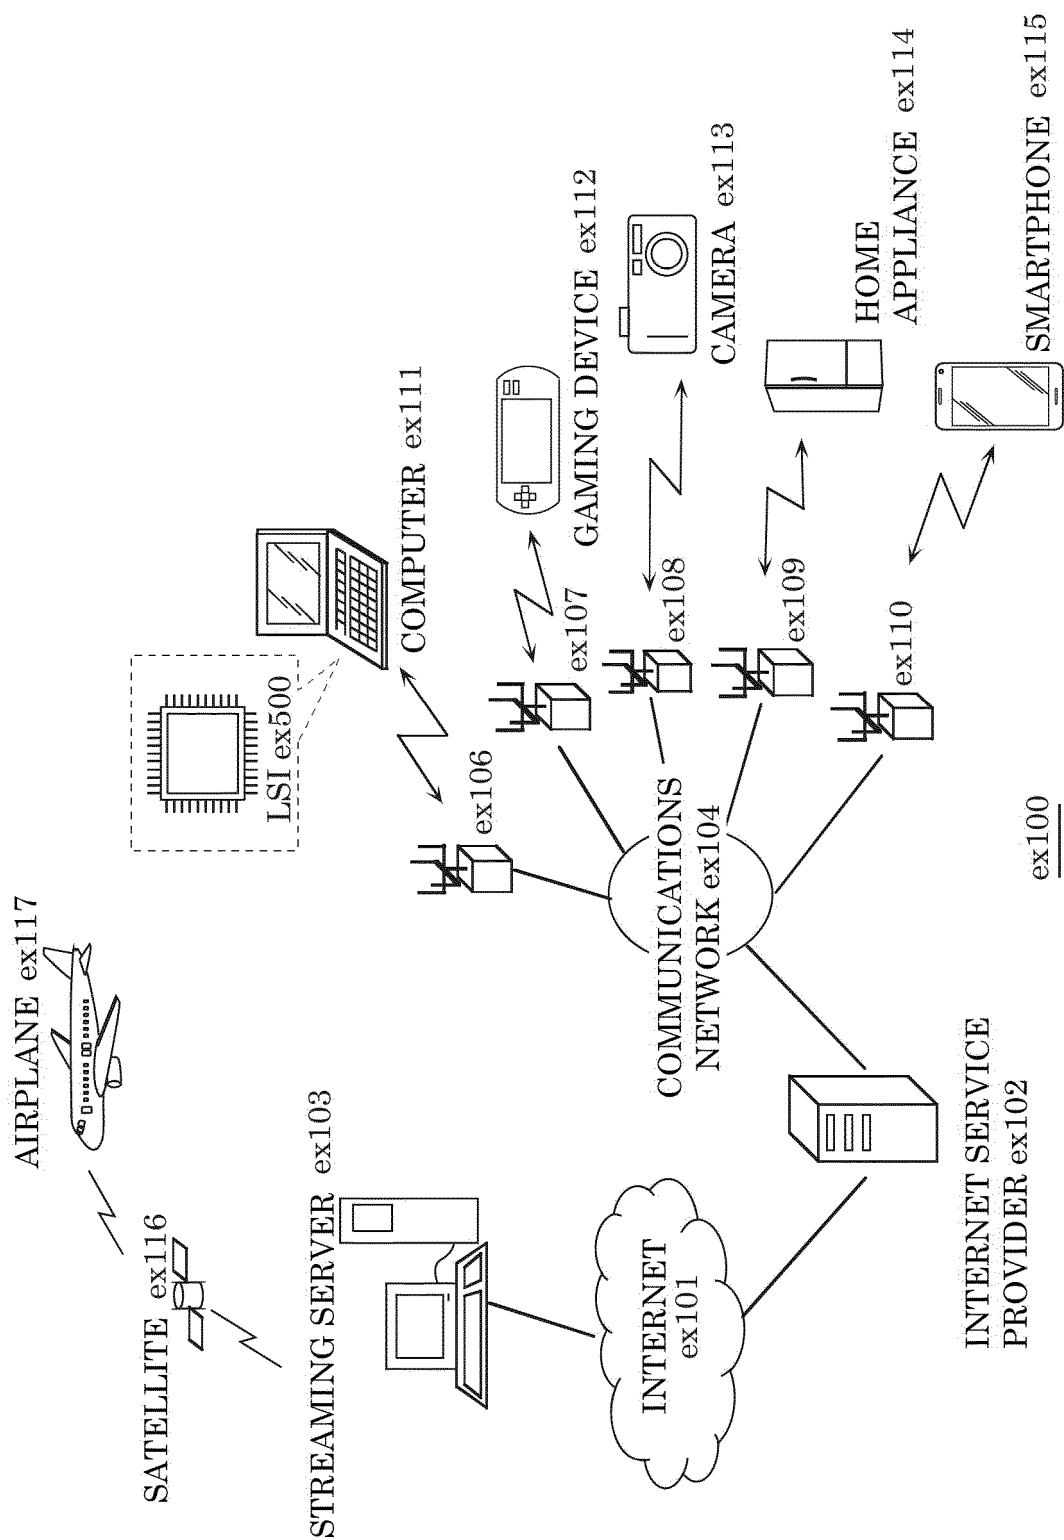 AIRPLANE ex117
SATELLITE ex116
STREAMING SERVER ex103
LSI ex500
COMPUTER ex111
ex106
GAMING DEVICE ex112
ex107
CAMERA ex113
ex108
INTERNET
ex101
COMMUNICATIONS
NETWORK ex104
HOME
APPLIANCE ex114
ex109
ex110
SMARTPHONE ex115
INTERNET SERVICE
PROVIDER ex102
ex100